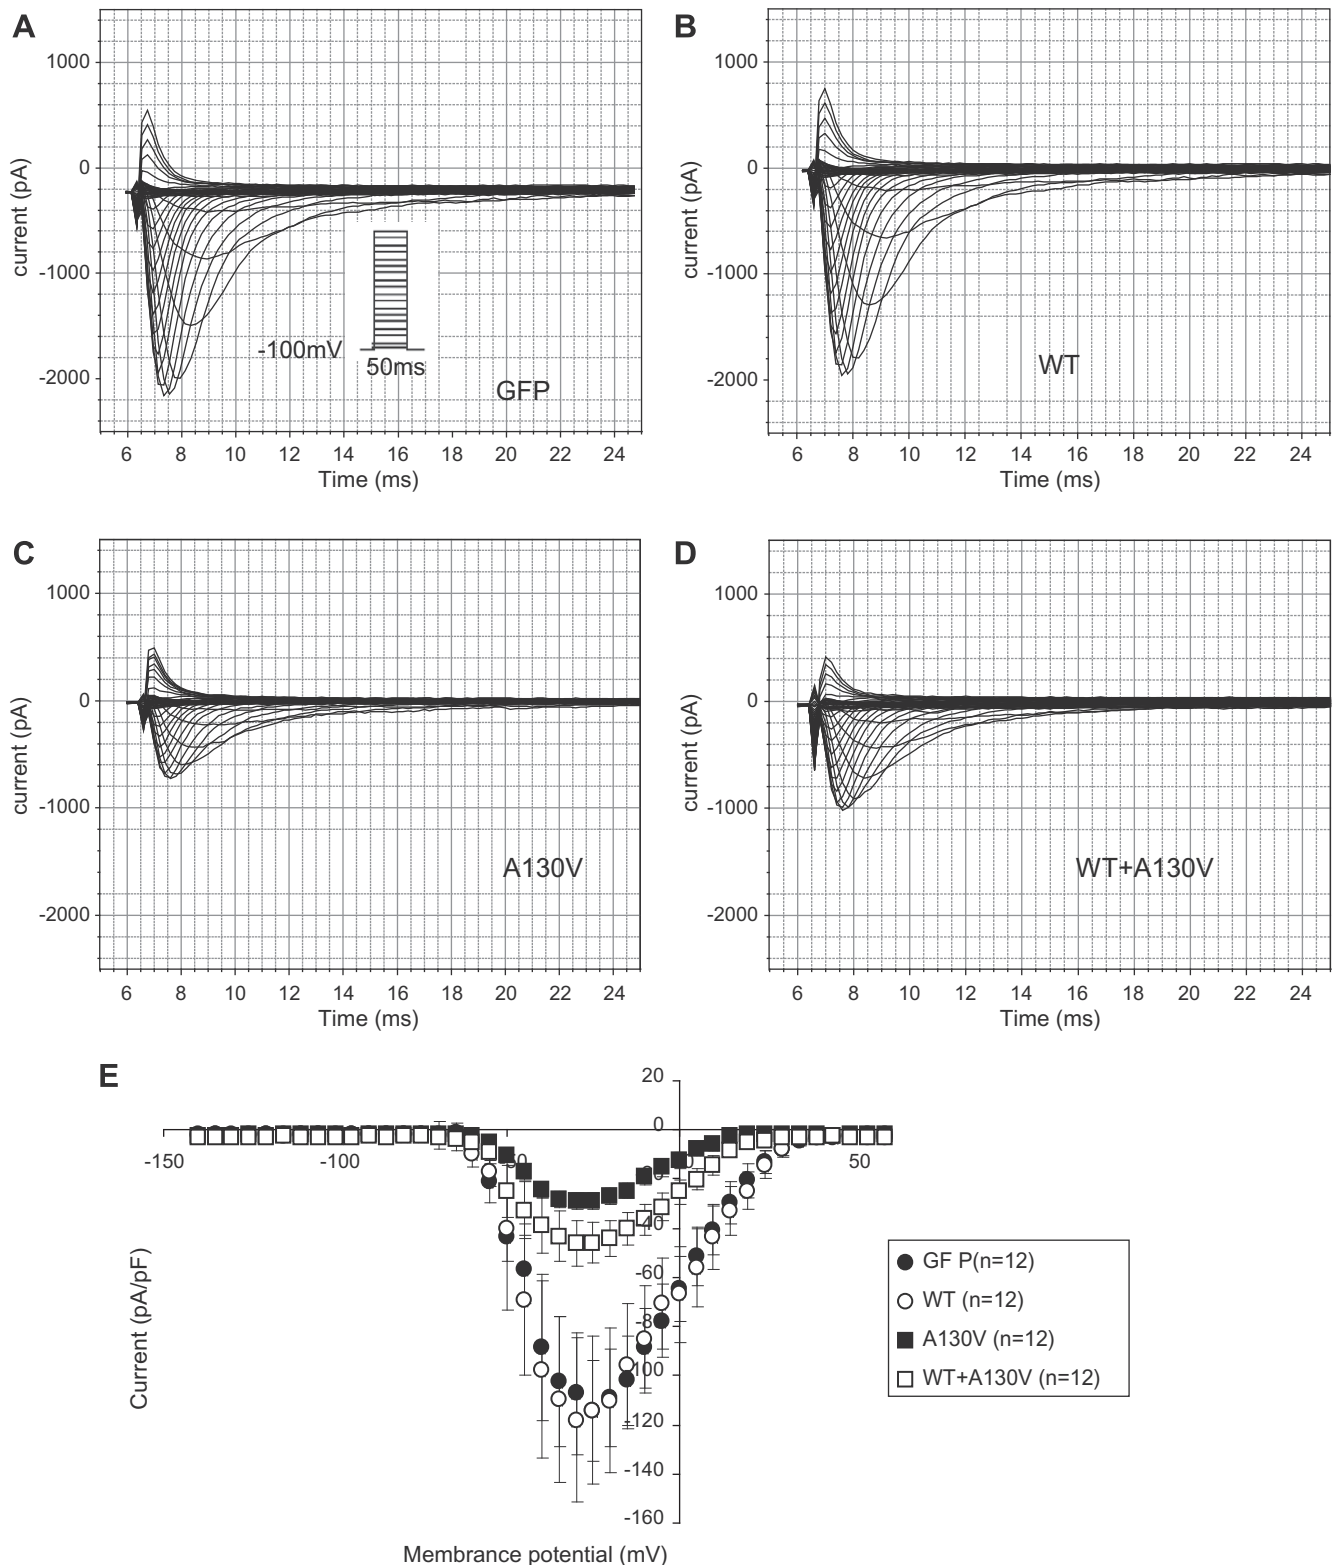 A
1000
0
-1000
-2000
current (pA)
-100mV
50ms
GFP
6 8 10 12 14 16 18 20 22 24
Time (ms)
B
1000
0
-1000
-2000
current (pA)
WT
6 8 10 12 14 16 18 20 22 24
Time (ms)
C
1000
0
-1000
-2000
current (pA)
A130V
6 8 10 12 14 16 18 20 22 24
Time (ms)
D
1000
0
-1000
-2000
current (pA)
WT+A130V
6 8 10 12 14 16 18 20 22 24
Time (ms)
E
20
0
-150 -100 50
-40
-60
-80
-100
-120
-140
-160
Current (pA/pF)
Membrance potential (mV)
GF P(n=12)
WT (n=12)
A130V (n=12)
WT+A130V (n=12)